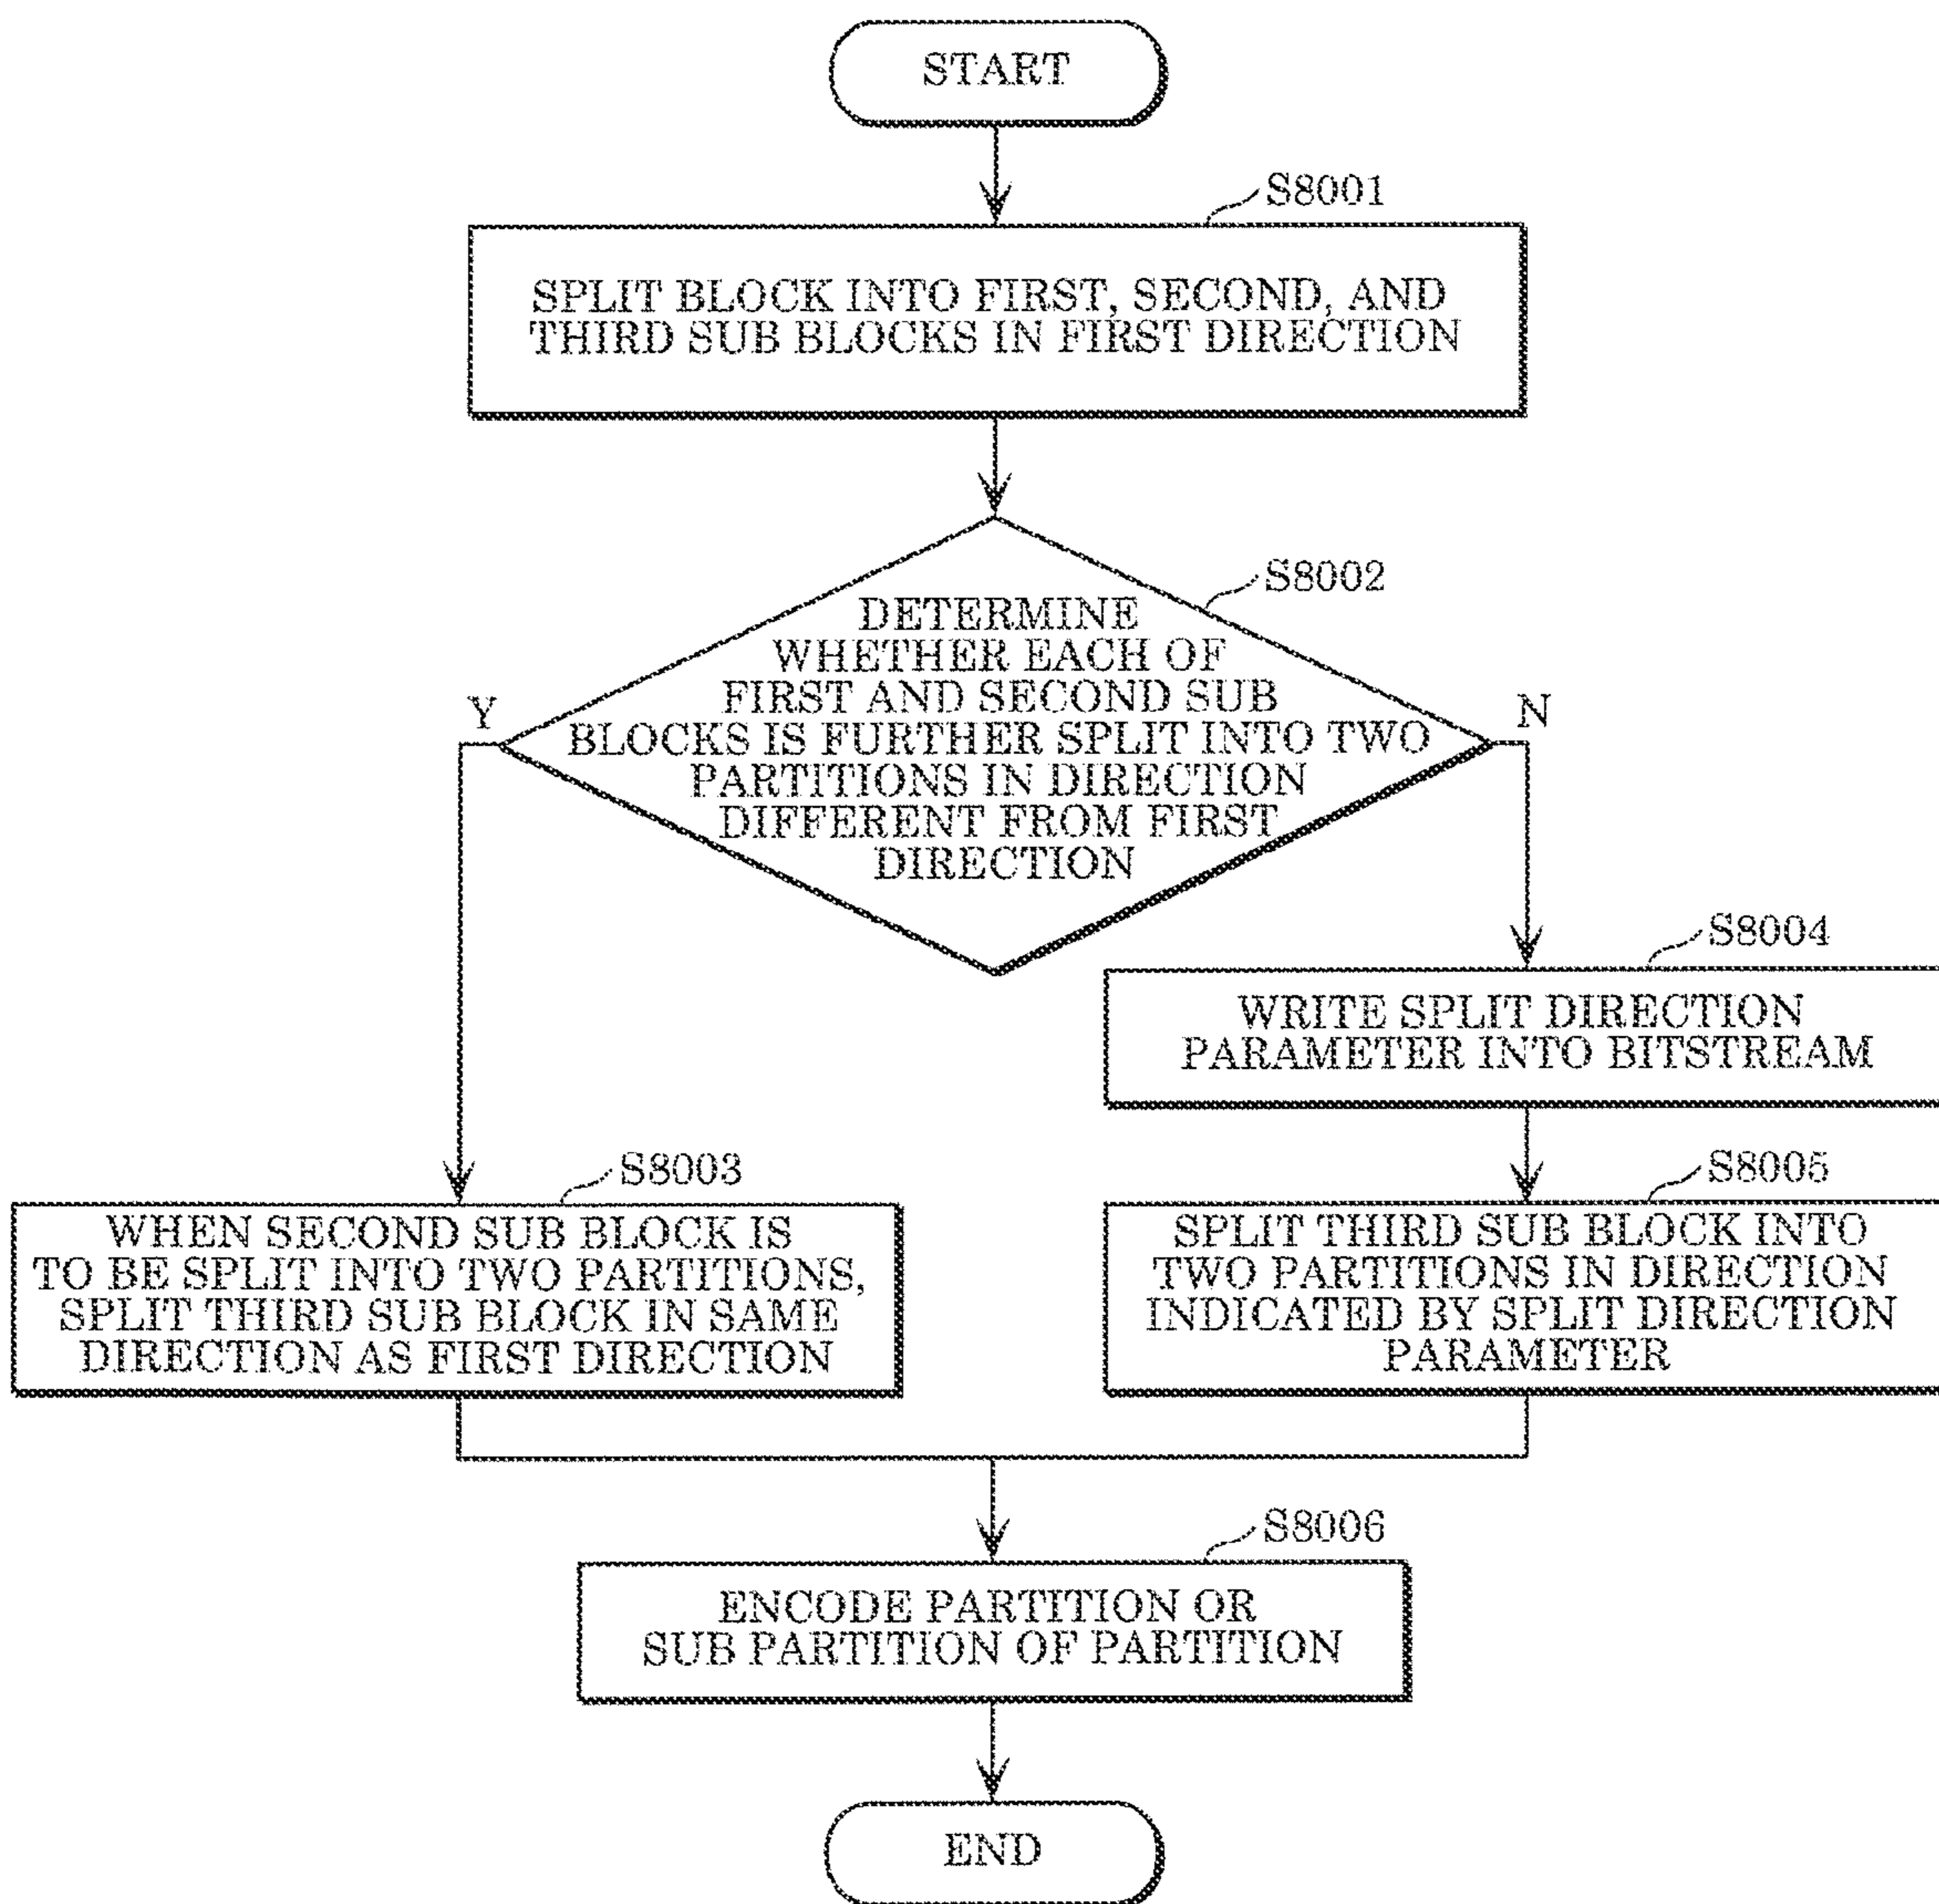 START
S8001
SPLIT BLOCK INTO FIRST, SECOND, AND
THIRD SUB BLOCKS IN FIRST DIRECTION
S8002
DETERMINE
WHETHER EACH OF
FIRST AND SECOND SUB
BLOCKS IS FURTHER SPLIT INTO TWO
PARTITIONS IN DIRECTION
DIFFERENT FROM FIRST
DIRECTION
Y
N
S8004
WRITE SPLIT DIRECTION
PARAMETER INTO BITSTREAM
S8003
WHEN SECOND SUB BLOCK IS
TO BE SPLIT INTO TWO PARTITIONS,
SPLIT THIRD SUB BLOCK IN SAME
DIRECTION AS FIRST DIRECTION
S8005
SPLIT THIRD SUB BLOCK INTO
TWO PARTITIONS IN DIRECTION
INDICATED BY SPLIT DIRECTION
PARAMETER
S8006
ENCODE PARTITION OR
SUB PARTITION OF PARTITION
END